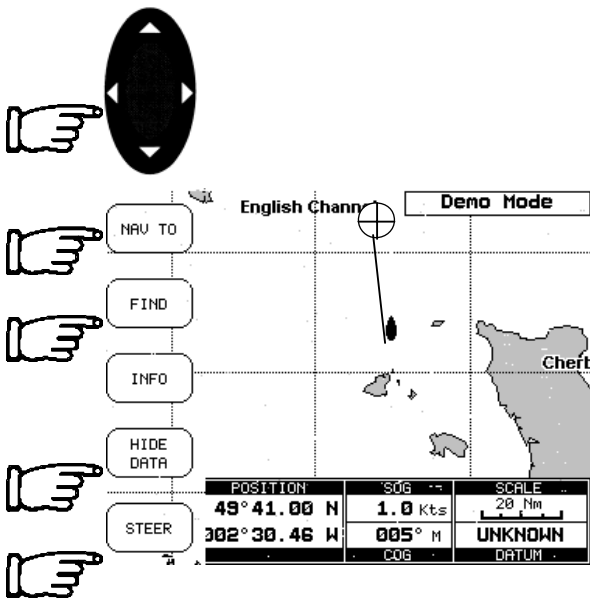 English Channel
Demo Mode
NAV TO
FIND
INFO
Cherb
HIDE
DATA
STEER
POSITION
49°41.00 N
002°30.46 W
SOG
1.0 Kts
005° M
COG
SCALE
20 Nm
UNKNOWN
DATUM